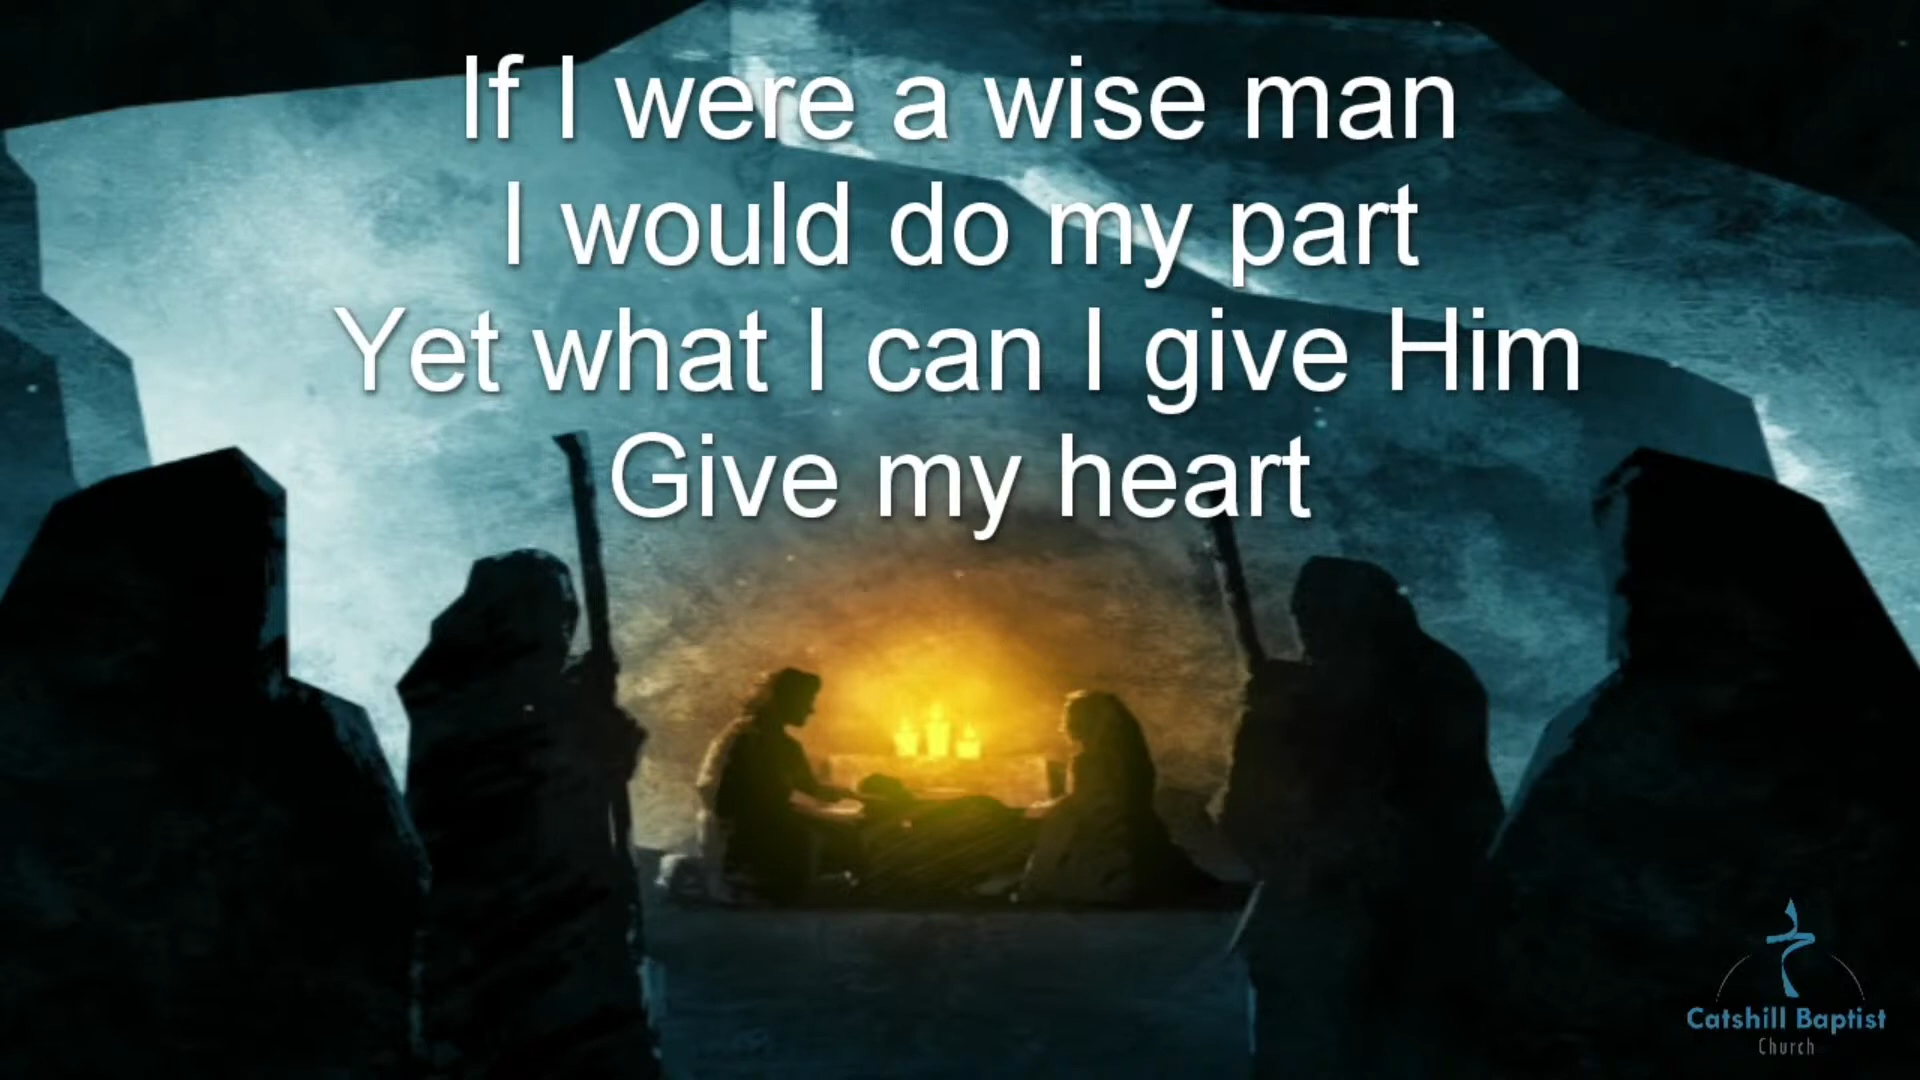 If I were a wise man
I would do my part
Yet what I can I give Him
Give my heart
Catshill Baptist
Church